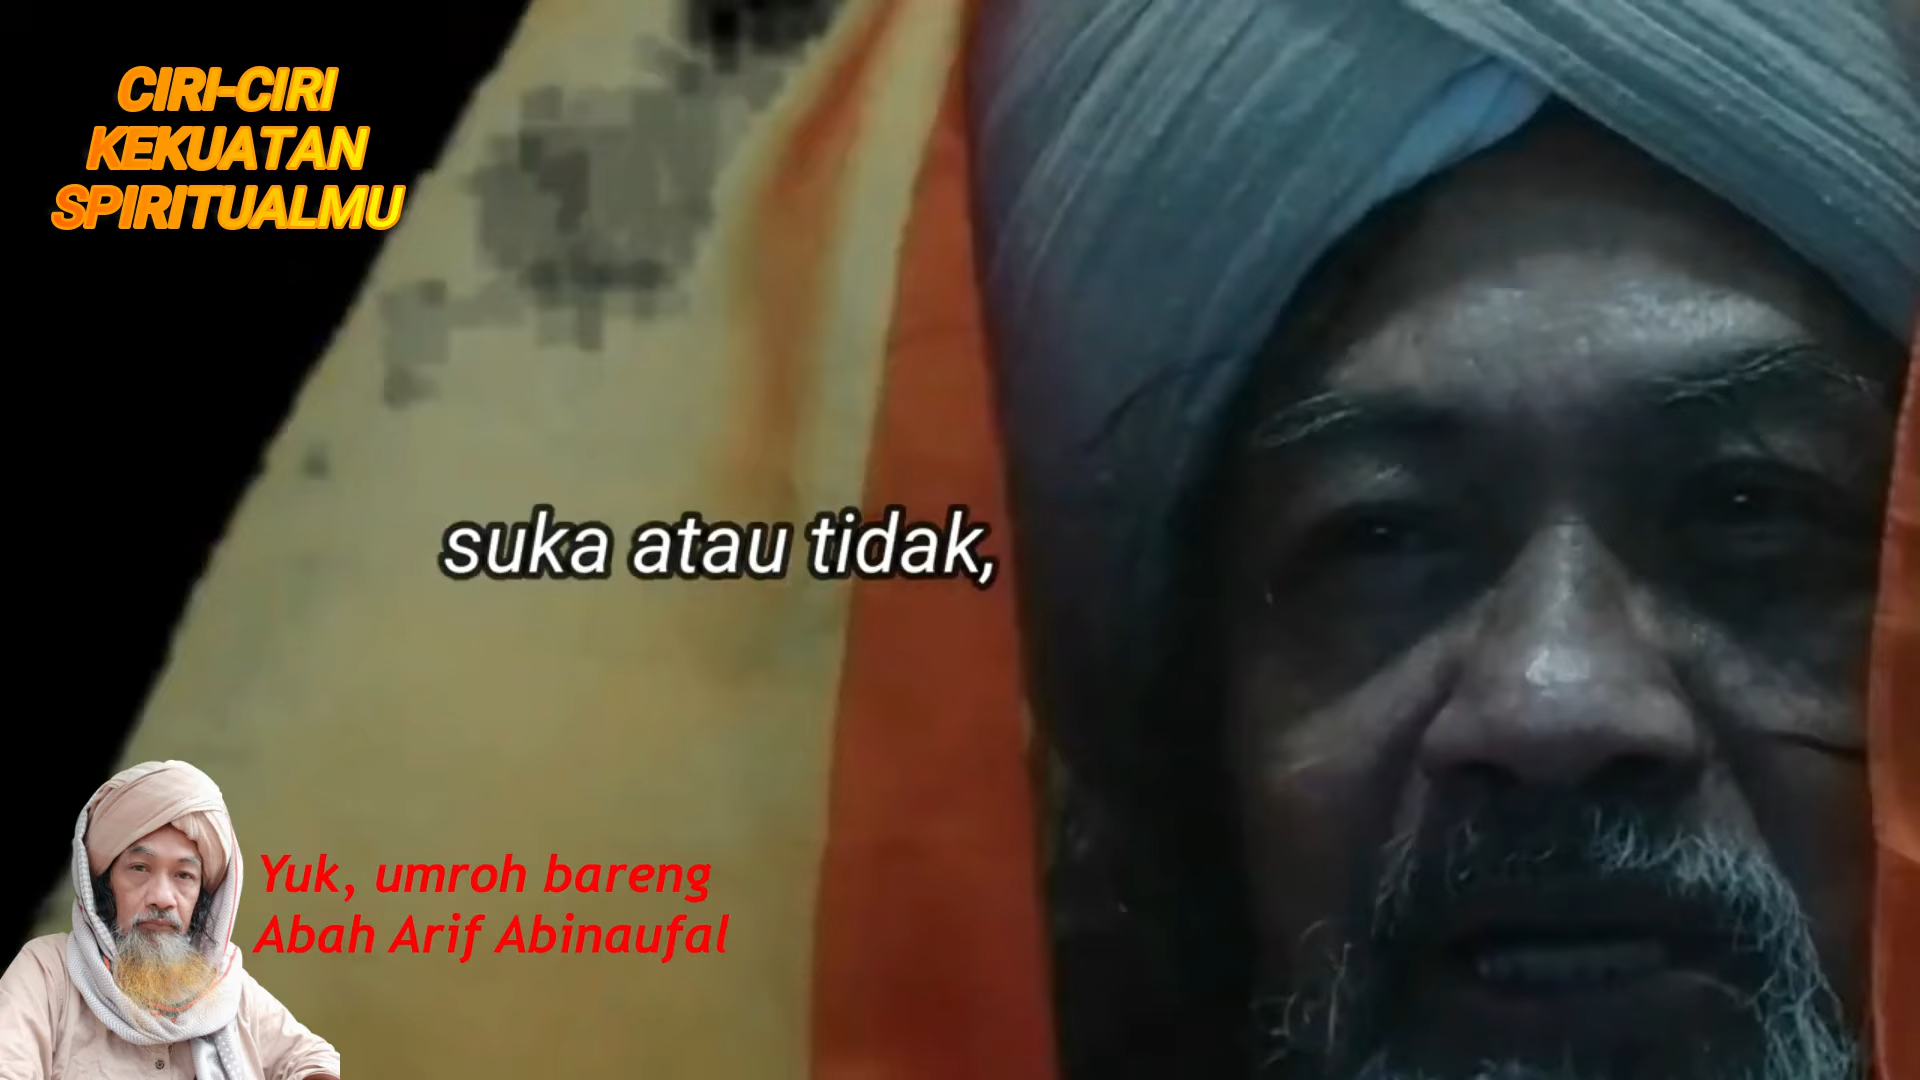 CIRI-CIRI
KEKUATAN
SPIRITUALMU
suka atau tidak,
Yuk, umroh bareng
Abah Arif Abinaufal